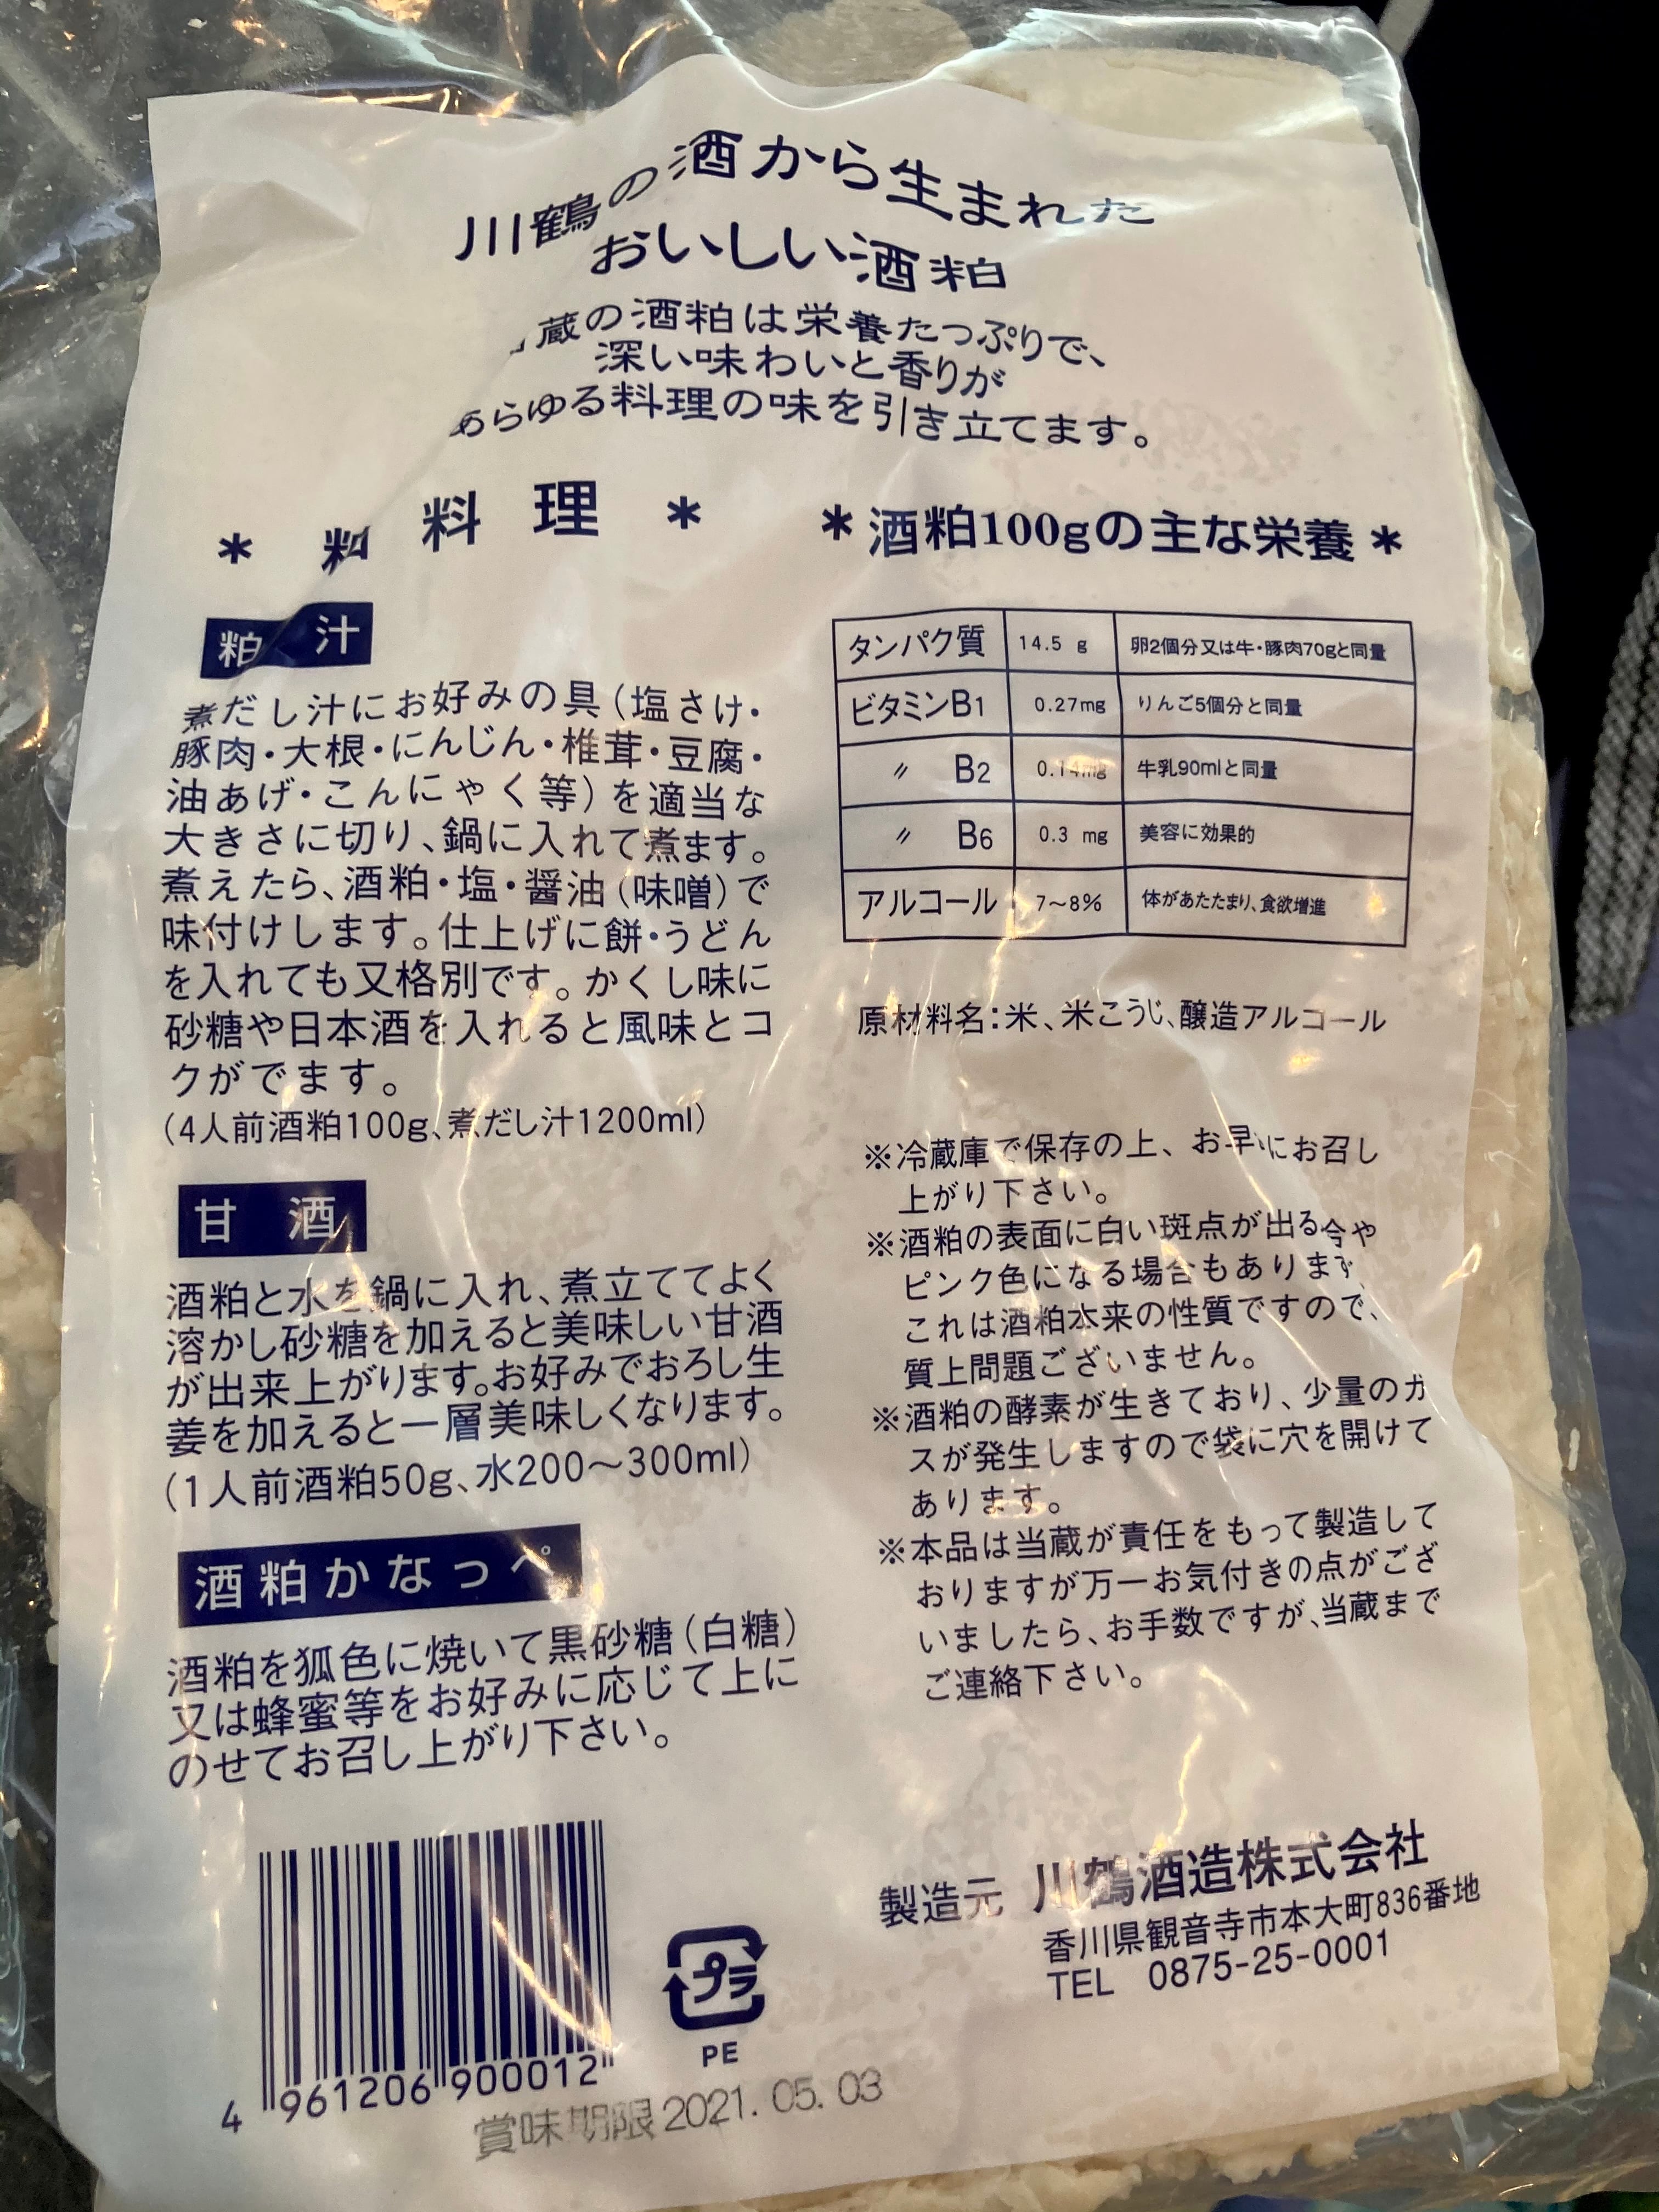 川鶴の酒から生まれた
おいしい酒粕
蔵の酒粕は栄養たっぷりで、
深い味わいと香りが
あらゆる料理の味を引き立てます。
＊ 粕 料 理 ＊
粕 汁
煮だし汁にお好みの具(塩さけ・
豚肉・大根・にんじん・椎茸・豆腐・
油あげ・こんにゃく等)を適当な
大きさに切り、鍋に入れて煮ます。
煮えたら、酒粕・塩・醤油(味噌)で
味付けします。仕上げに餅・うどん
を入れても又格別です。かくし味に
砂糖や日本酒を入れると風味とコ
クがでます。
(4人前酒粕100g、煮だし汁1200ml)
甘 酒
酒粕と水を鍋に入れ、煮立ててよく
溶かし砂糖を加えると美味しい甘酒
が出来上がります。お好みでおろし生
姜を加えると一層美味しくなります。
(1人前酒粕50g、水200〜300ml)
酒粕かなっぺ
酒粕を狐色に焼いて黒砂糖(白糖)
又は蜂蜜等をお好みに応じて上に
のせてお召し上がり下さい。
4 961206 900012
プラ
PE
賞味期限 2021.05.03
＊酒粕100gの主な栄養＊
タンパク質 14.5 g 卵2個分又は牛・豚肉70gと同量
ビタミンB1 0.27mg りんご5個分と同量
〃 B2 0.14mg 牛乳90mlと同量
〃 B6 0.3 mg 美容に効果的
アルコール 7〜8% 体があたたまり、食欲増進
原材料名：米、米こうじ、醸造アルコール
※冷蔵庫で保存の上、お早にお召し
上がり下さい。
※酒粕の表面に白い斑点が出る合や
ピンク色になる場合もあります
これは酒粕本来の性質ですので、
質上問題ございません。
※酒粕の酵素が生きており、少量のガ
スが発生しますので袋に穴を開けて
あります。
※本品は当蔵が責任をもって製造して
おりますが万一お気付きの点がござ
いましたら、お手数ですが、当蔵まで
ご連絡下さい。
製造元 川鶴酒造株式会社
香川県観音寺市本大町836番地
TEL 0875-25-0001